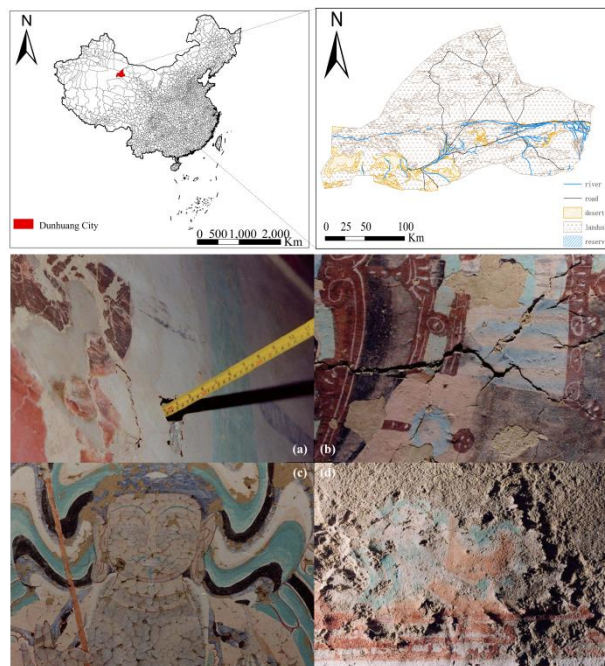 N
Dunhuang City
0 500 1,000 2,000
Km
N
0 25 50 100
Km
river
road
desert
(a)
(b)
(c)
(d)